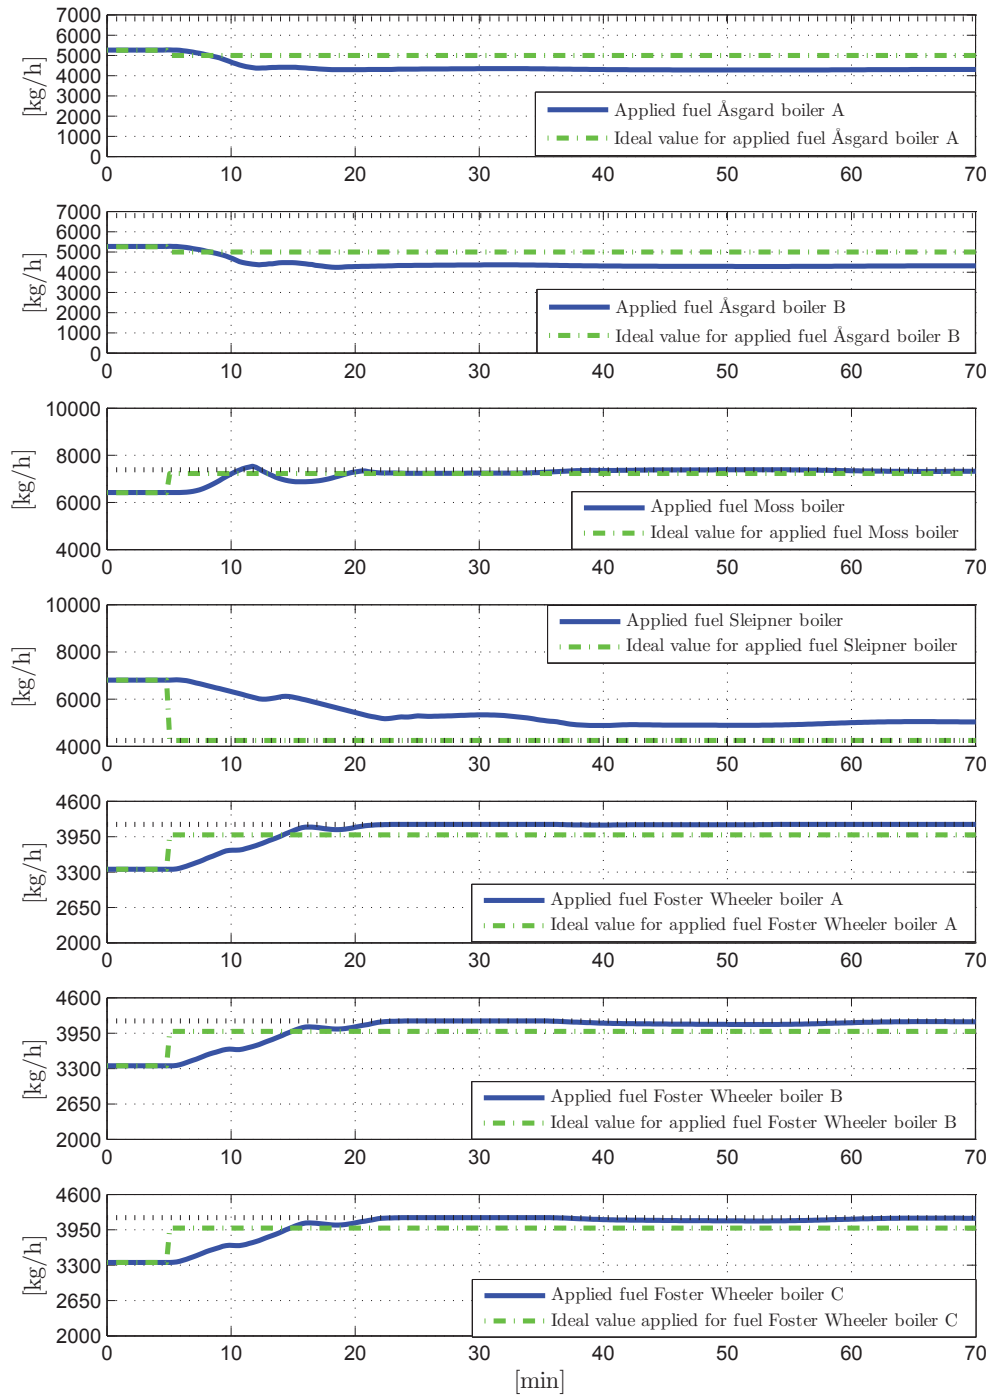 7000
6000
5000
4000
3000
2000
1000
0
[kg/h]
Applied fuel Åsgard boiler A
Ideal value for applied fuel Åsgard boiler A
0 10 20 30 40 50 60 70
7000
6000
5000
4000
3000
2000
1000
0
[kg/h]
Applied fuel Åsgard boiler B
Ideal value for applied fuel Åsgard boiler B
0 10 20 30 40 50 60 70
10000
8000
6000
4000
[kg/h]
Applied fuel Moss boiler
Ideal value for applied fuel Moss boiler
0 10 20 30 40 50 60 70
10000
8000
6000
4000
[kg/h]
Applied fuel Sleipner boiler
Ideal value for applied fuel Sleipner boiler
0 10 20 30 40 50 60 70
4600
3950
3300
2650
2000
[kg/h]
Applied fuel Foster Wheeler boiler A
Ideal value for applied fuel Foster Wheeler boiler A
0 10 20 30 40 50 60 70
4600
3950
3300
2650
2000
[kg/h]
Applied fuel Foster Wheeler boiler B
Ideal value for applied fuel Foster Wheeler boiler B
0 10 20 30 40 50 60 70
4600
3950
3300
2650
2000
[kg/h]
Applied fuel Foster Wheeler boiler C
Ideal value applied for fuel Foster Wheeler boiler C
0 10 20 30 40 50 60 70
[min]